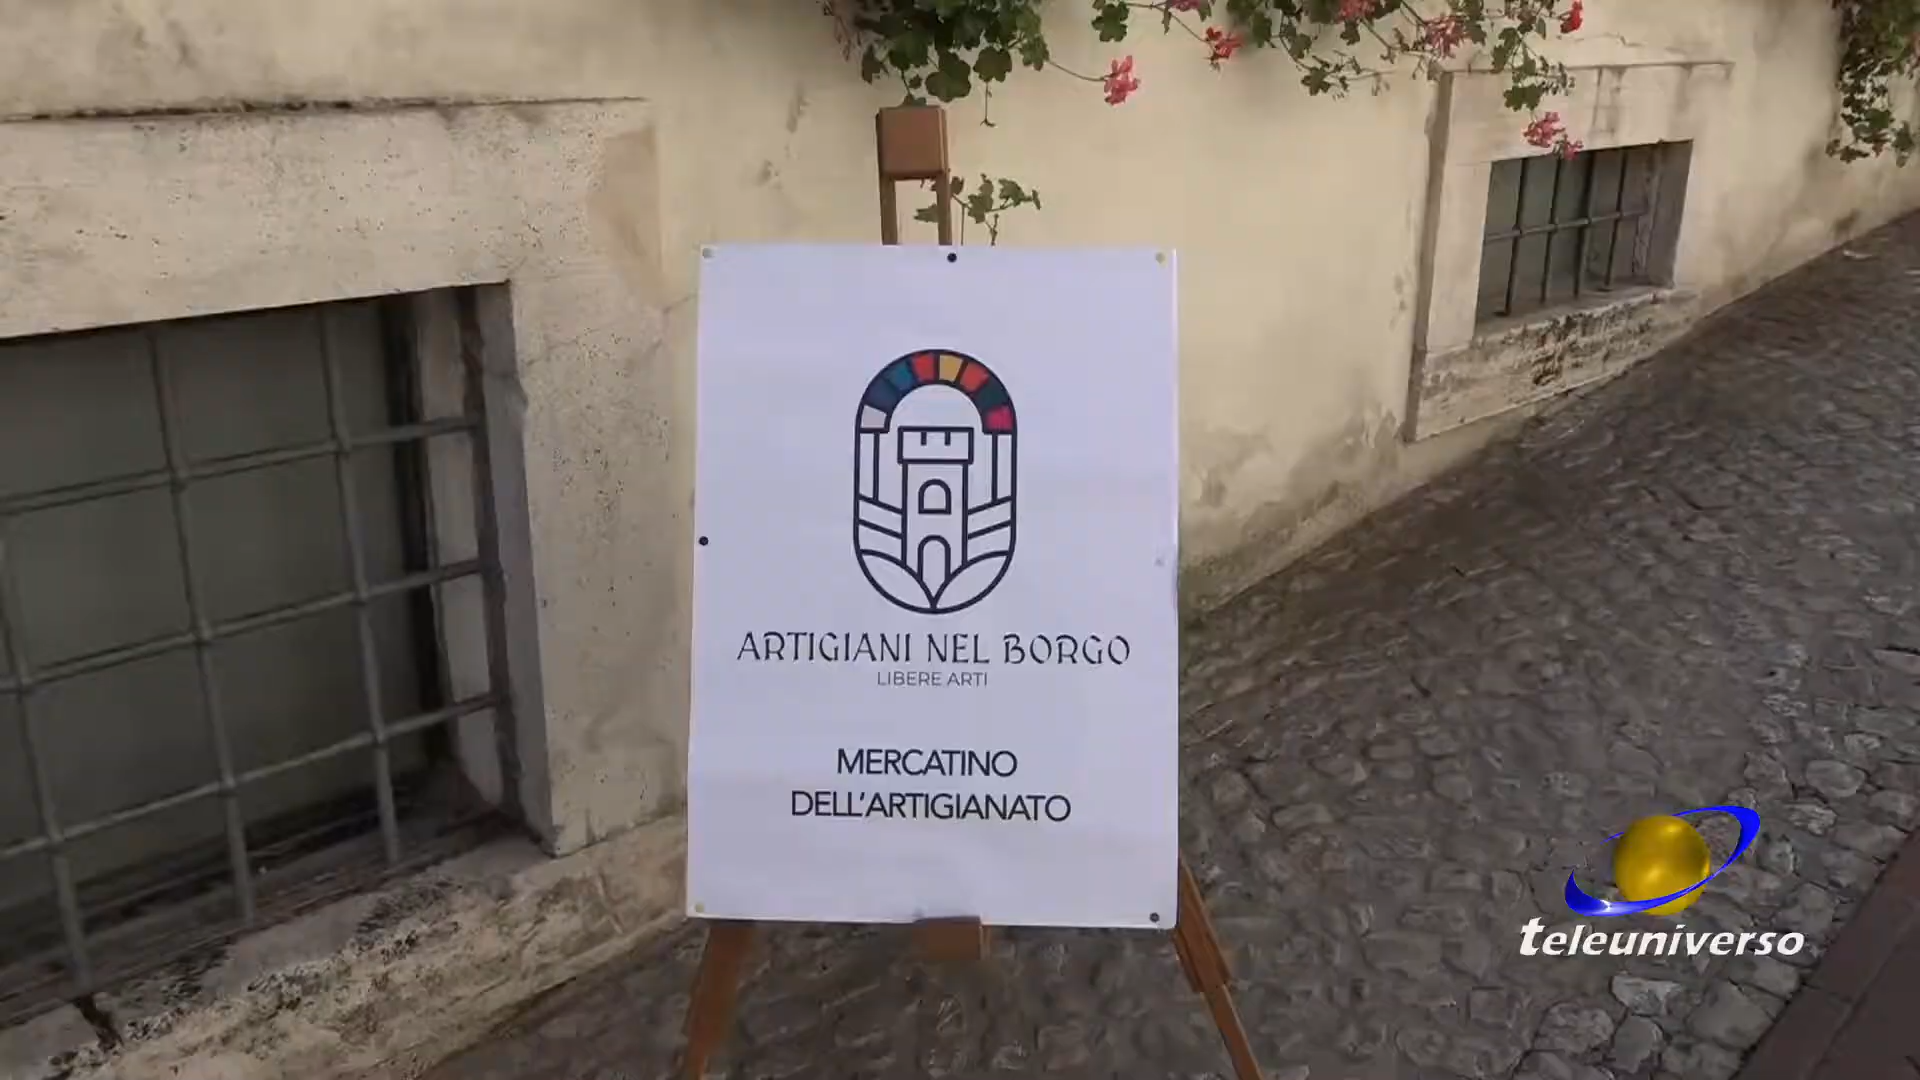 ARTIGIANI NEL BORGO
LIBERE ARTI
MERCATINO
DELL'ARTIGIANATO
teleuniverso